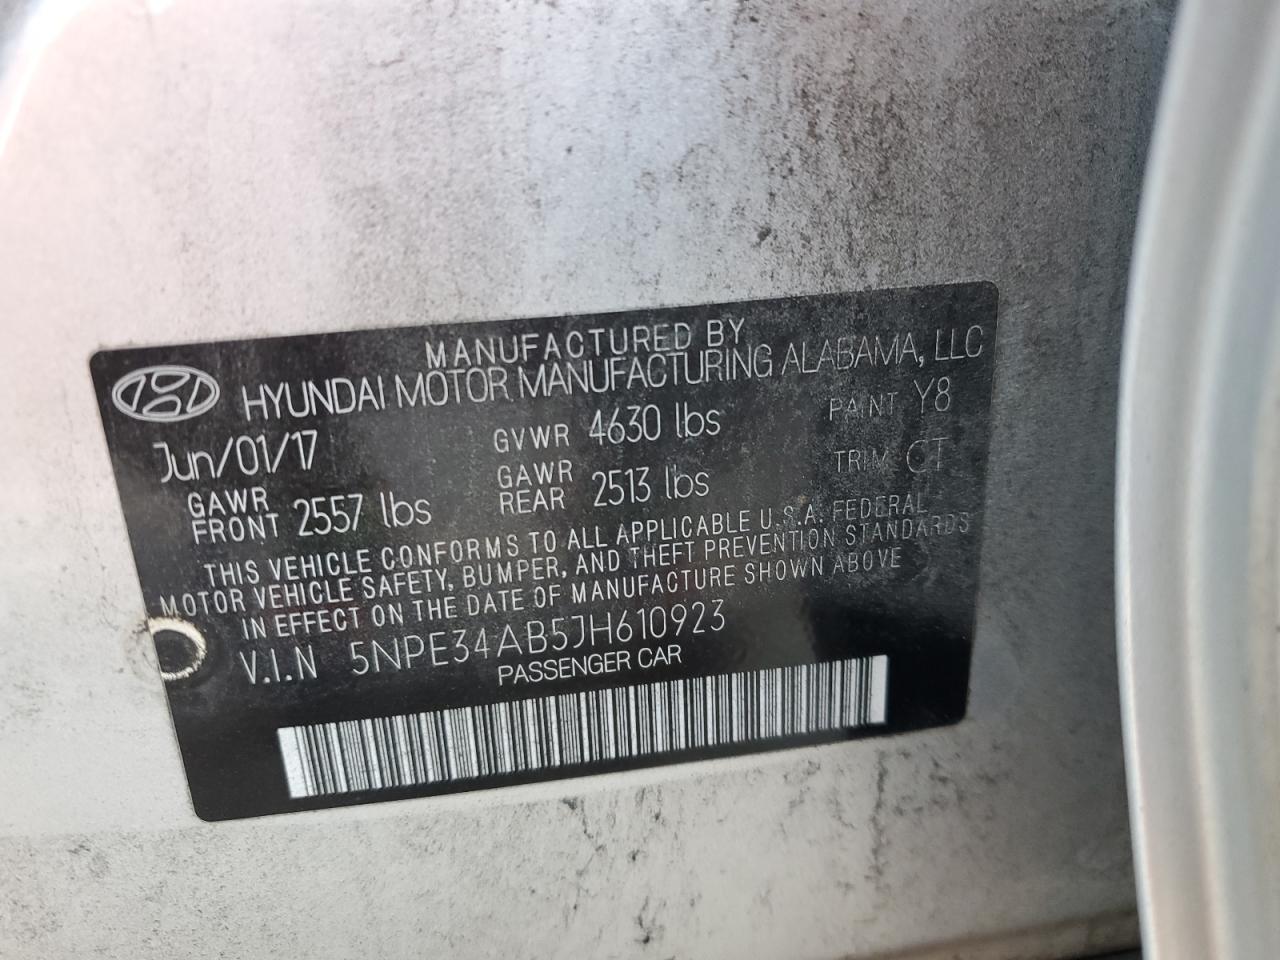 MANUFACTURED BY
HYUNDAI MOTOR MANUFACTURING ALABAMA, LLC
Jun/01/17 GVWR 4630 lbs PAINT Y8
GAWR FRONT 2557 lbs GAWR REAR 2513 lbs TRIM CT
THIS VEHICLE CONFORMS TO ALL APPLICABLE U.S.A. FEDERAL
MOTOR VEHICLE SAFETY, BUMPER, AND THEFT PREVENTION STANDARDS
IN EFFECT ON THE DATE OF MANUFACTURE SHOWN ABOVE
V.I.N 5NPE34AB5JH610923
PASSENGER CAR